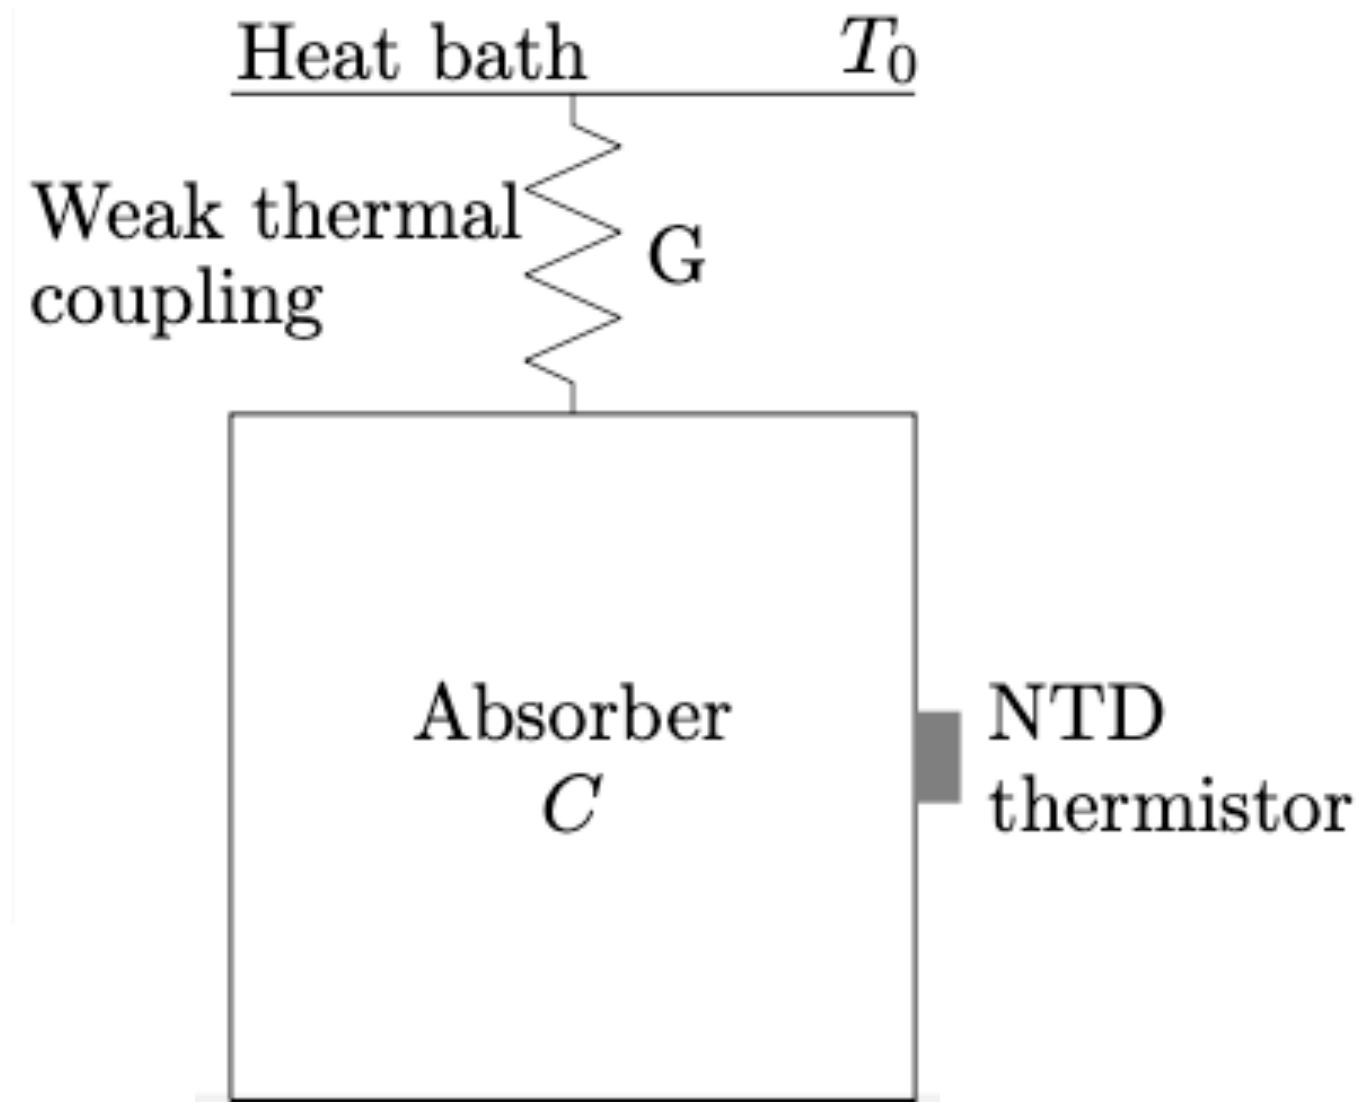 Heat bath
T₀
Weak thermal
coupling
G
Absorber
C
NTD
thermistor